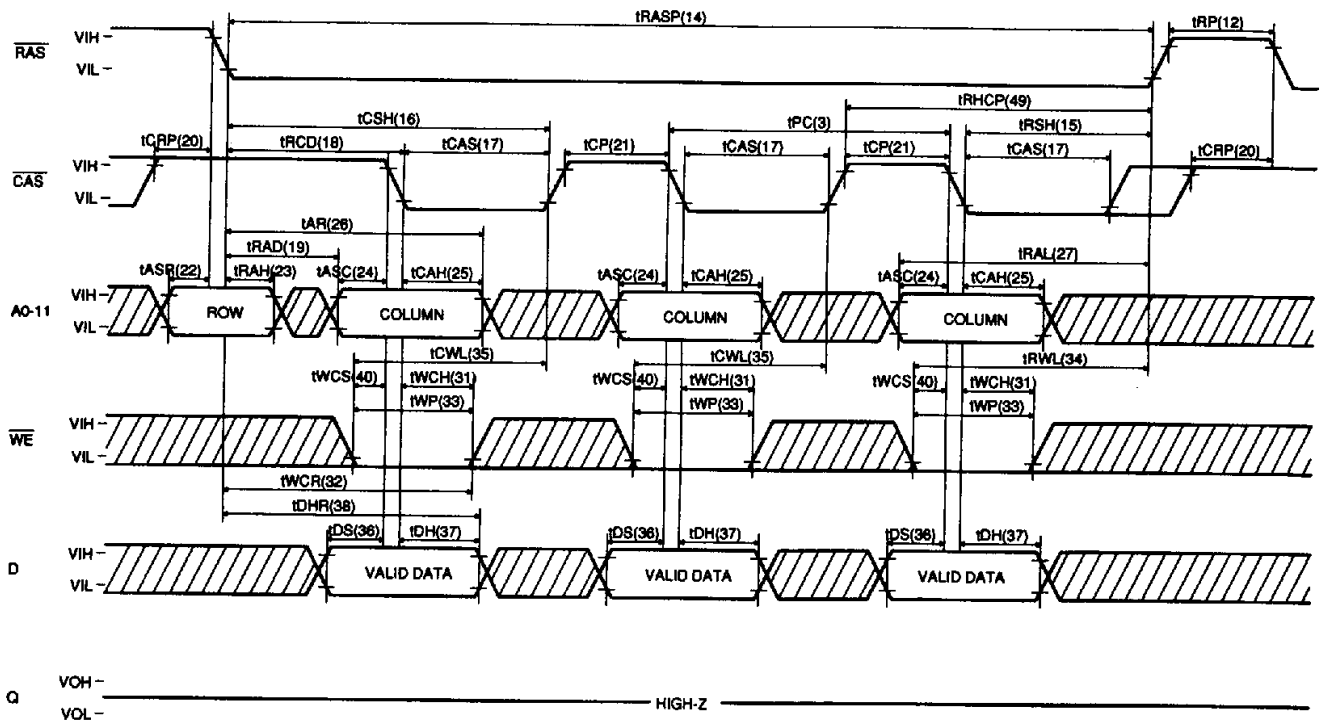 tRASP(14) tRP(12)
RAS VIH
VIL
tRHCP(49)
tCSH(16) tPC(3) tRSH(15)
tCRP(20) tRCD(18) tCAS(17) tCP(21) tCAS(17) tCP(21) tCAS(17) tCRP(20)
CAS VIH
VIL
tAR(26)
tRAD(19) tRAL(27)
tASR(22) tRAH(23) tASC(24) tCAH(25) tASC(24) tCAH(25) tASC(24) tCAH(25)
A0-11 VIH
VIL
ROW COLUMN COLUMN COLUMN
tCWL(35) tCWL(35) tRWL(34)
tWCS(40) tWCH(31) tWCS(40) tWCH(31) tWCS(40) tWCH(31)
tWP(33) tWP(33) tWP(33)
WE VIH
VIL
tWCR(32)
tDHR(38)
tDS(36) tDH(37) tDS(36) tDH(37) tDS(36) tDH(37)
D VIH
VIL
VALID DATA VALID DATA VALID DATA
Q VOH
HIGH-Z
VOL